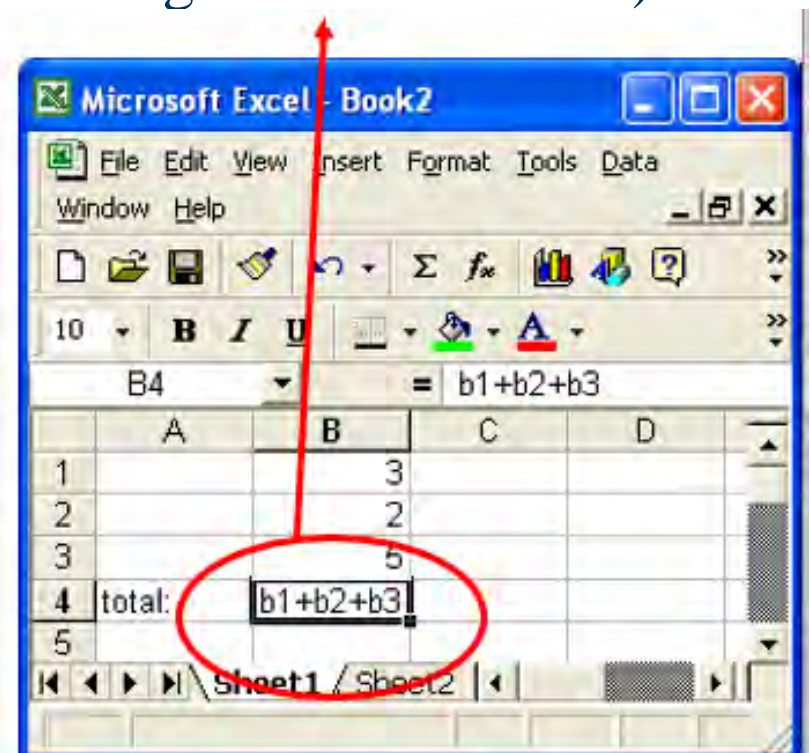 Microsoft Excel - Book2
File Edit View Insert Format Tools Data
Window Help
10 B I U A
B4 = b1+b2+b3
A B C D
1 3
2 2
3 5
4 total: b1+b2+b3
5
Sheet1 Sheet2